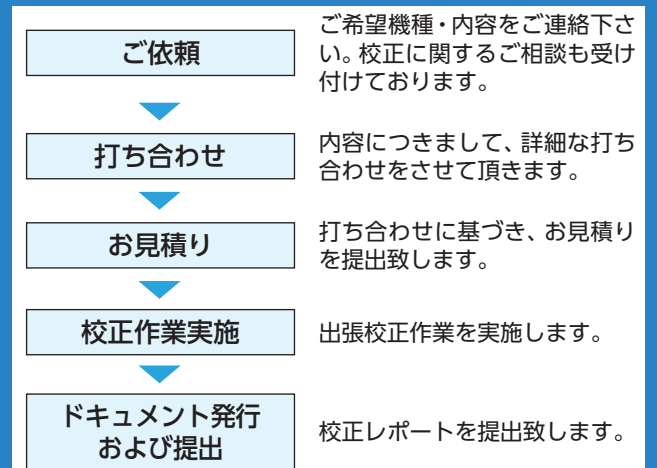 ご依頼
ご希望機種・内容をご連絡下さ
い。校正に関するご相談も受け
付けております。
打ち合わせ
内容につきまして、詳細な打ち
合わせをさせて頂きます。
お見積り
打ち合わせに基づき、お見積り
を提出致します。
校正作業実施
出張校正作業を実施します。
ドキュメント発行
および提出
校正レポートを提出致します。